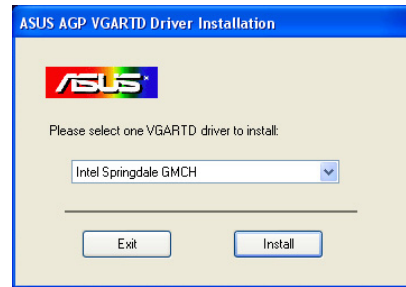 ASUS AGP VGARTD Driver Installation
ASUS
Please select one VGARTD driver to install:
Intel Springdale GMCH
Exit Install